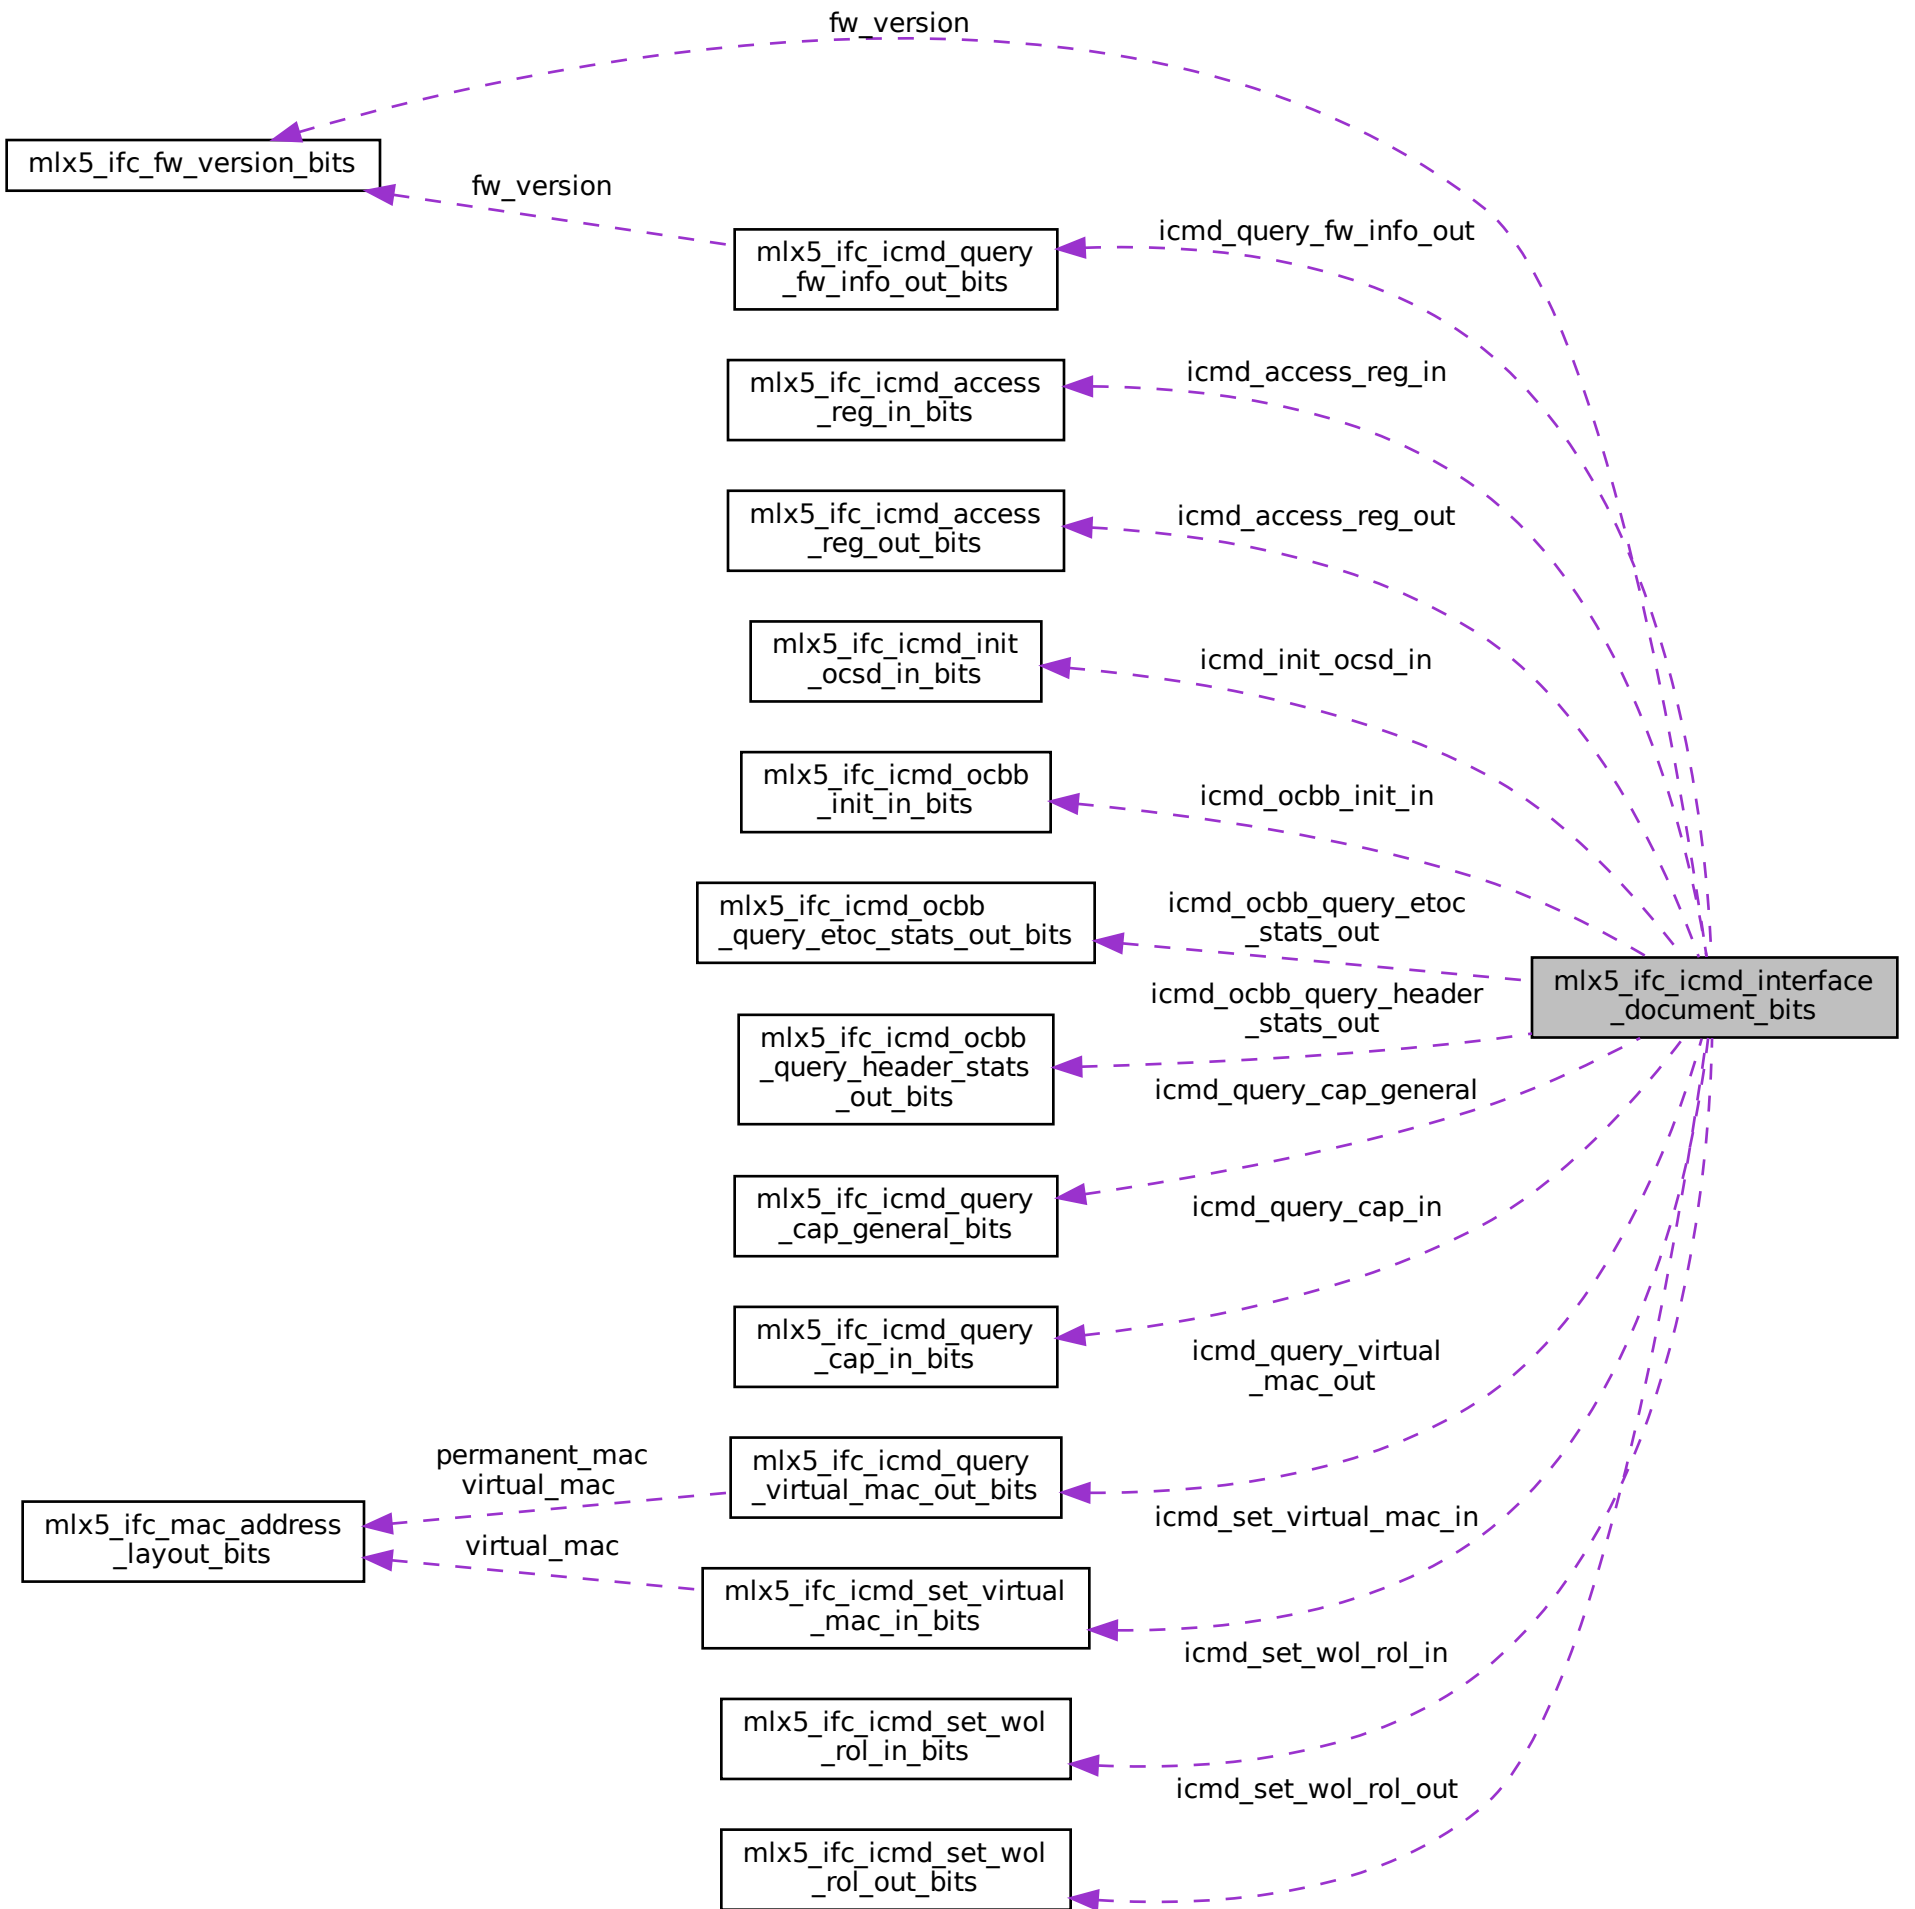 fw_version
mlx5_ifc_fw_version_bits
fw_version
mlx5_ifc_icmd_query
_fw_info_out_bits
icmd_query_fw_info_out
mlx5_ifc_icmd_access
_reg_in_bits
icmd_access_reg_in
mlx5_ifc_icmd_access
_reg_out_bits
icmd_access_reg_out
mlx5_ifc_icmd_init
_ocsd_in_bits
icmd_init_ocsd_in
mlx5_ifc_icmd_ocbb
_init_in_bits
icmd_ocbb_init_in
mlx5_ifc_icmd_ocbb
_query_etoc_stats_out_bits
icmd_ocbb_query_etoc
_stats_out
mlx5_ifc_icmd_interface
_document_bits
mlx5_ifc_icmd_ocbb
_query_header_stats
_out_bits
icmd_ocbb_query_header
_stats_out
mlx5_ifc_icmd_query
_cap_general_bits
icmd_query_cap_general
mlx5_ifc_icmd_query
_cap_in_bits
icmd_query_cap_in
mlx5_ifc_icmd_query
_virtual_mac_out_bits
icmd_query_virtual
_mac_out
permanent_mac
virtual_mac
mlx5_ifc_mac_address
_layout_bits
virtual_mac
mlx5_ifc_icmd_set_virtual
_mac_in_bits
icmd_set_virtual_mac_in
mlx5_ifc_icmd_set_wol
_rol_in_bits
icmd_set_wol_rol_in
mlx5_ifc_icmd_set_wol
_rol_out_bits
icmd_set_wol_rol_out